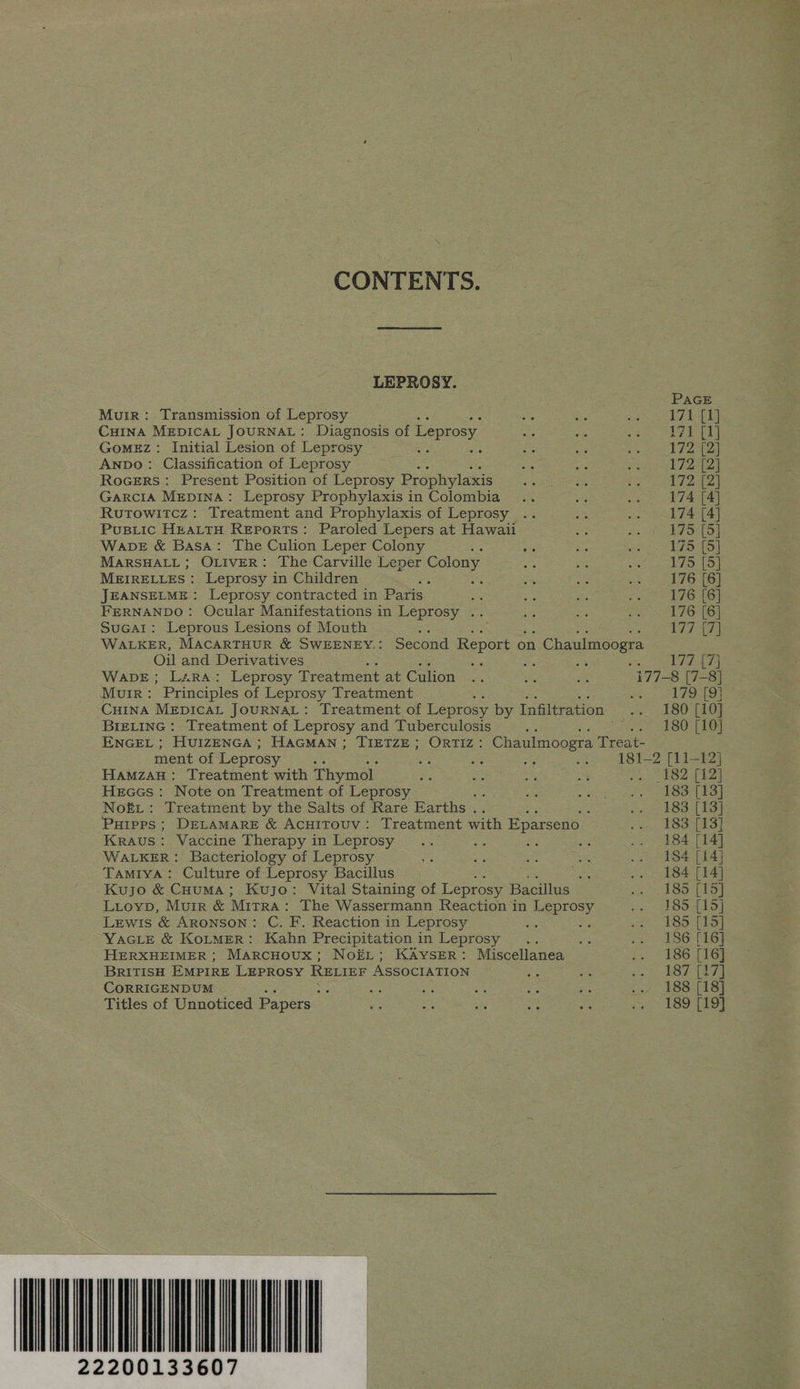 CONTENTS.
LEPROSY.
PAGE
MUIR : Transmission of Leprosy .. .. .. .. .. 171 [1]
CHINA MEDICAL JOURNAL : Diagnosis of Leprosy .. .. .. 171 [1]
GOMEZ : Initial Lesion of Leprosy .. .. .. .. .. 172 [2]
ANDO : Classification of Leprosy .. .. .. .. .. 172 [2]
ROGERS : Present Position of Leprosy Prophylaxis .. .. .. 172 [2]
GARCIA MEDINA : Leprosy Prophylaxis in Colombia .. .. .. 174 [4]
RUTOWITCZ : Treatment and Prophylaxis of Leprosy .. .. .. 174 [4]
PUBLIC HEALTH REPORTS : Paroled Lepers at Hawaii .. .. 175 [5]
WADE & BASA : The Culion Leper Colony .. .. .. .. 175 [5]
MARSHALL ; OLIVER : The Carville Leper Colony .. .. .. 175 [5]
MEIRELLES : Leprosy in Children .. .. .. .. .. 176 [6]
JEANSELME : Leprosy contracted in Paris .. .. .. .. 176 [6]
FERNANDO : Ocular Manifestations in Leprosy .. .. .. .. 176 [6]
SUGAI : Leprous Lesions of Mouth .. .. .. .. .. 177 [7]
WALKER, MACARTHUR & SWEENEY : Second Report on Chaulmoogra
Oil and Derivatives .. .. .. .. .. .. 177 [7]
WADE ; LARA : Leprosy Treatment at Culion .. .. .. 177–8 [7–8]
MUIR : Principles of Leprosy Treatment .. .. .. .. 179 [9]
CHINA MEDICAL JOURNAL : Treatment of Leprosy by Infiltration .. 180 [10]
BIELING : Treatment of Leprosy and Tuberculosis .. .. .. 180 [10]
ENGEL ; HUIZENGA ; HAGMAN ; TIETZE ; ORTIZ : Chaulmoogra Treat-
ment of Leprosy .. .. .. .. .. .. 181–2 [11–12]
HAMZAH : Treatment with Thymol .. .. .. .. .. 182 [12]
HEGGS : Note on Treatment of Leprosy .. .. .. .. 183 [13]
NOËL : Treatment by the Salts of Rare Earths .. .. .. .. 183 [13]
PHIPPS ; DELAMARE & ACHITOUV : Treatment with Eparseno .. 183 [13]
KRAUS : Vaccine Therapy in Leprosy .. .. .. .. .. 184 [14]
WALKER : Bacteriology of Leprosy .. .. .. .. .. 184 [14]
TAMIYA : Culture of Leprosy Bacillus .. .. .. .. 184 [14]
KUJO & CHUMA ; KUJO : Vital Staining of Leprosy Bacillus .. 185 [15]
LLOYD, MUIR & MITRA : The Wassermann Reaction in Leprosy .. 185 [15]
LEWIS & ARONSON : C. F. Reaction in Leprosy .. .. .. 185 [15]
YAGLE & KOLMER : Kahn Precipitation in Leprosy .. .. .. 186 [16]
HERXHEIMER ; MARCHOUX ; NOËL ; KAYSER : Miscellanea .. 186 [16]
BRITISH EMPIRE LEPROSY RELIEF ASSOCIATION .. .. .. 187 [17]
CORRIGENDUM .. .. .. .. .. .. .. .. 188 [18]
Titles of Unnoticed Papers .. .. .. .. .. .. 189 [19]
22200133607